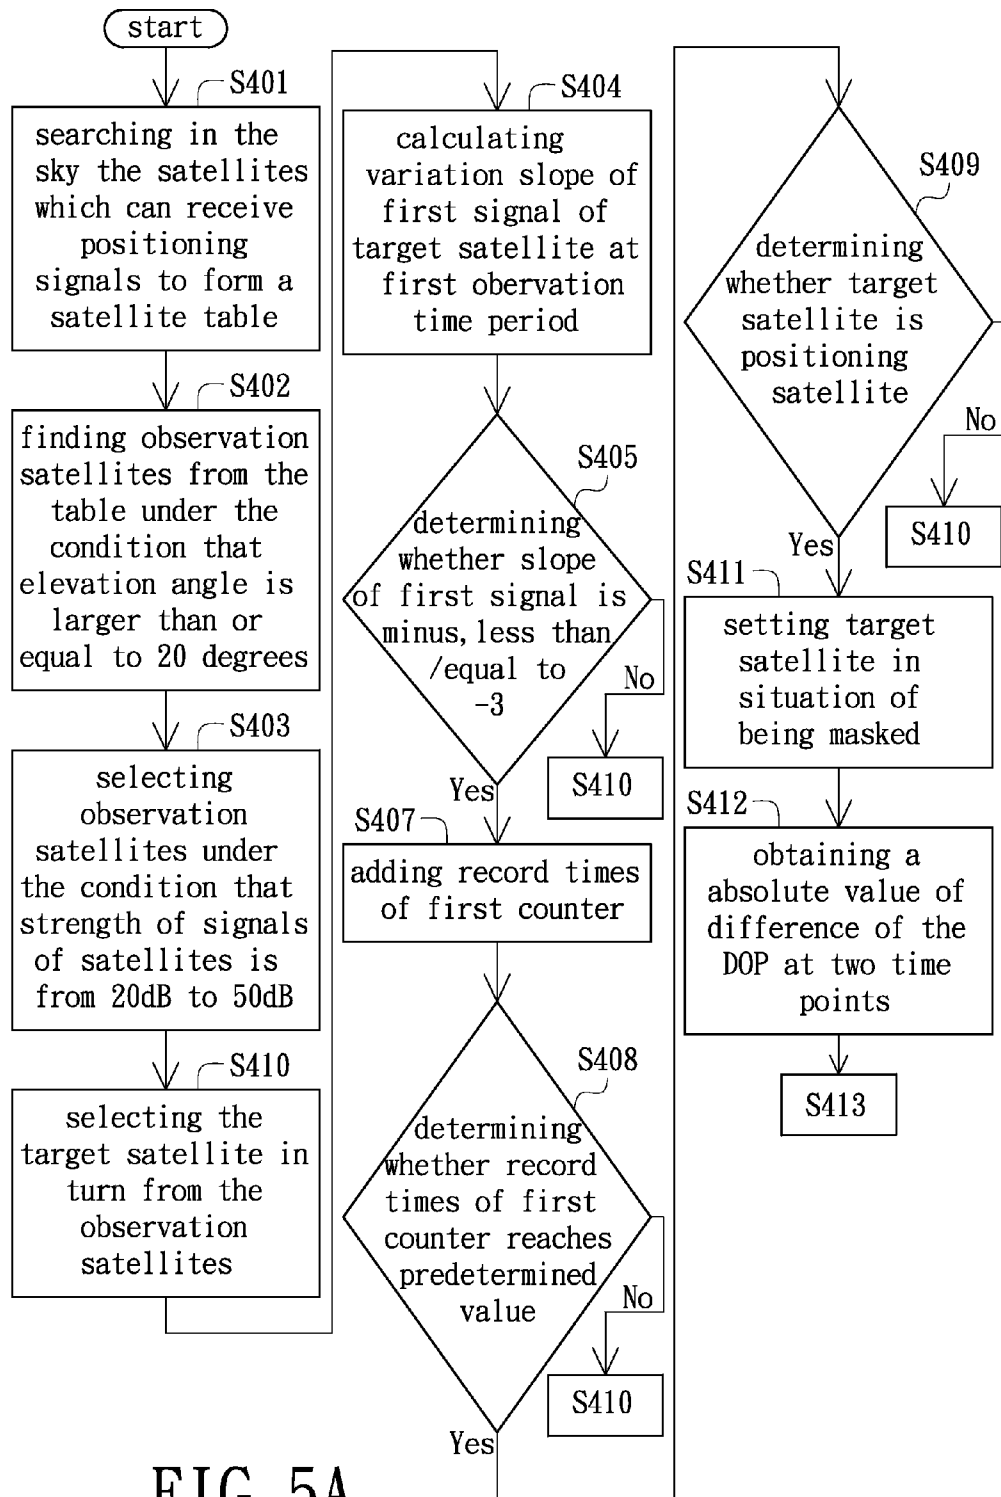 start
S401
searching in the
sky the satellites
which can receive
positioning
signals to form a
satellite table
S402
finding observation
satellites from the
table under the
condition that
elevation angle is
larger than or
equal to 20 degrees
S403
selecting
observation
satellites under
the condition that
strength of signals
of satellites is
from 20dB to 50dB
S410
selecting the
target satellite in
turn from the
observation
satellites
S404
calculating
variation slope of
first signal of
target satellite at
first obervation
time period
S405
determining
whether slope
of first signal is
minus, less than
/equal to
-3
No
S410
Yes
S407
adding record times
of first counter
S408
determining
whether record
times of first
counter reaches
predetermined
value
No
S410
Yes
S409
determining
whether target
satellite is
positioning
satellite
No
S410
Yes
S411
setting target
satellite in
situation of
being masked
S412
obtaining a
absolute value of
difference of the
DOP at two time
points
S413
FIG 5A